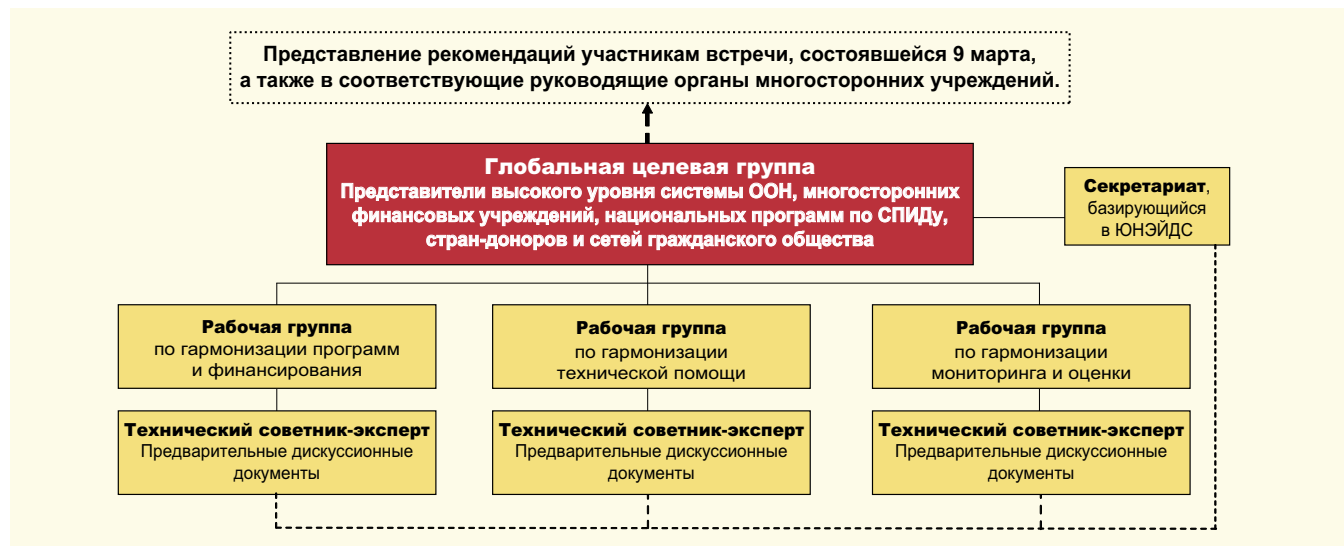 Представление рекомендаций участникам встречи, состоявшейся 9 марта,
а также в соответствующие руководящие органы многосторонних учреждений.
Глобальная целевая группа
Представители высокого уровня системы ООН, многосторонних
финансовых учреждений, национальных программ по СПИДу,
стран-доноров и сетей гражданского общества
Секретариат,
базирующийся
в ЮНЭЙДС
Рабочая группа
по гармонизации программ
и финансирования
Рабочая группа
по гармонизации
технической помощи
Рабочая группа
по гармонизации
мониторинга и оценки
Технический советник-эксперт
Предварительные дискуссионные
документы
Технический советник-эксперт
Предварительные дискуссионные
документы
Технический советник-эксперт
Предварительные дискуссионные
документы